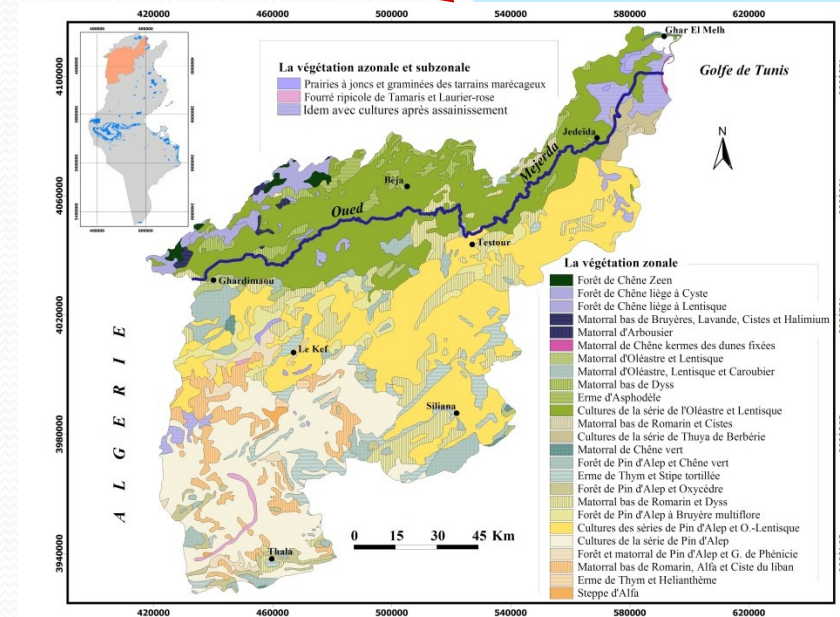 420000 460000 500000 540000 580000 620000
La végétation azonale et subzonale
Prairies à joncs et graminées des tarrains marécageux
Fourré ripicole de Tamaris et Laurier-rose
Idem avec cultures après assainissement
Ghar El Melh
Golfe de Tunis
N
Jedeïda
Mejerda
Béja
Oued
Testour
Ghardimaou
Le Kef
Siliana
Thala
ALGERIE
4100000
4060000
4020000
3980000
3940000
La végétation zonale
Forêt de Chêne Zeen
Forêt de Chêne liège à Cyste
Forêt de Chêne liège à Lentisque
Matorral bas de Bruyères, Lavande, Cistes et Halimium
Matorral d'Arbousier
Matorral de Chêne kermes des dunes fixées
Matorral d'Oléastre et Lentisque
Matorral d'Oléastre, Lentisque et Caroubier
Matorral bas de Dyss
Erme d'Asphodèle
Cultures de la série de l'Oléastre et Lentisque
Matorral bas de Romarin et Cistes
Cultures de la série de Thuya de Berbérie
Matorral de Chêne vert
Forêt de Pin d'Alep et Chêne vert
Erme de Thym et Stipe tortillée
Forêt de Pin d'Alep et Oxycèdre
Matorral bas de Romarin et Dyss
Forêt de Pin d'Alep à Bruyère multiflore
Cultures des séries de Pin d'Alep et O.-Lentisque
Cultures de la série de Pin d'Alep
Forêt et matorral de Pin d'Alep et G. de Phénicie
Matorral bas de Romarin, Alfa et Ciste du liban
Erme de Thym et Helianthème
Steppe d'Alfa
0 15 30 45 Km
420000 460000 500000 540000 580000 620000